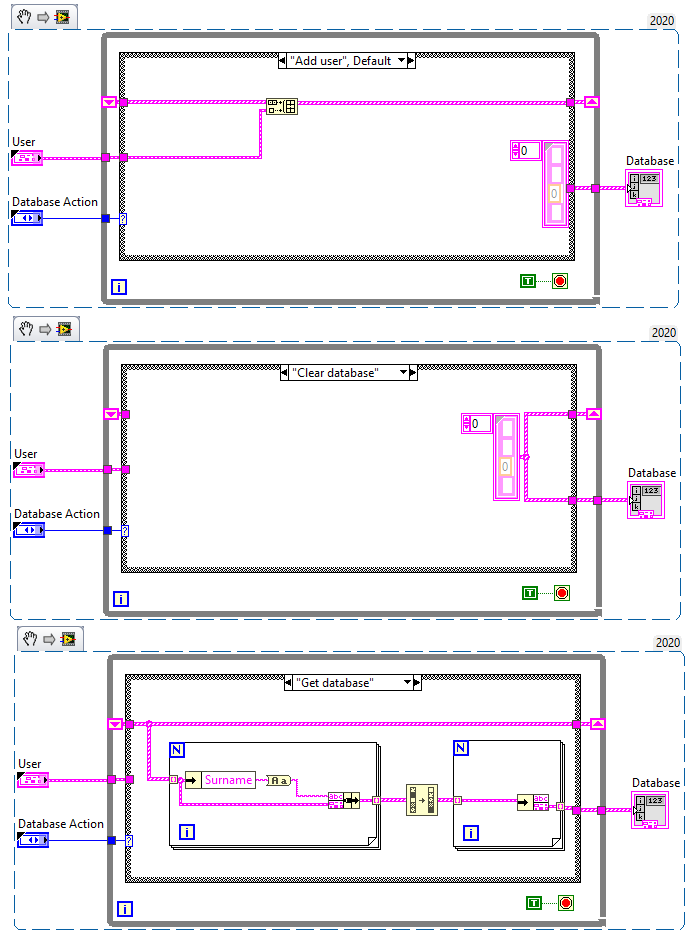 2020
"Add user", Default
0
User
0
Database
123
i
j
k
Database Action
?
i
T
2020
"Clear database"
0
0
User
Database
123
i
j
k
Database Action
?
i
T
2020
"Get database"
N
N
User
Surname
Aa
abc
abc
Database
123
i
j
k
Database Action
i
i
?
i
T